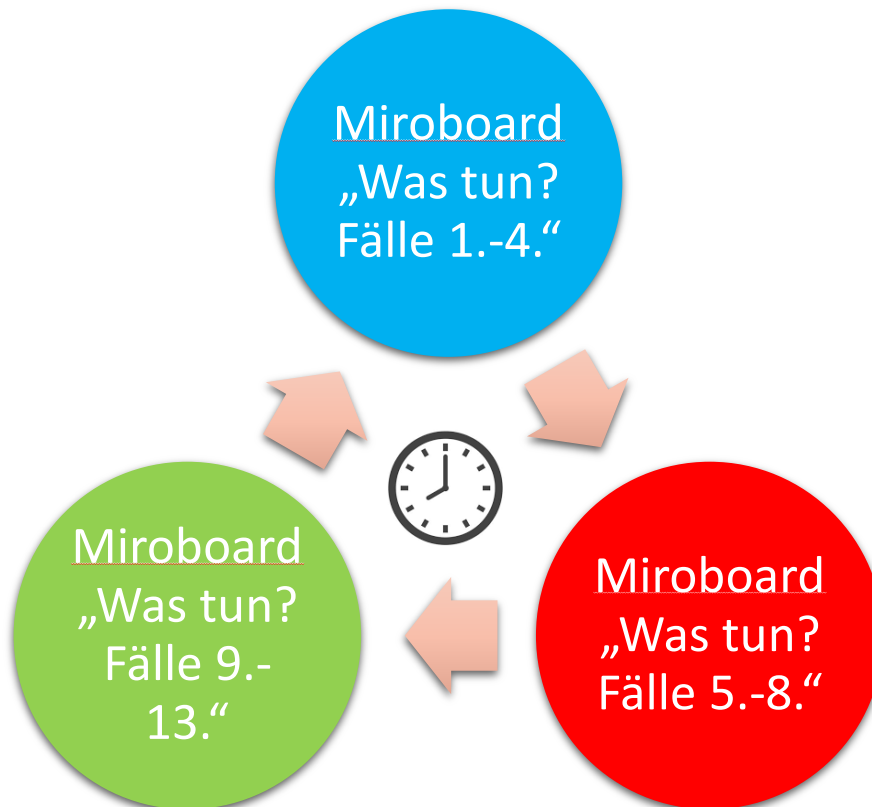 Miroboard
„Was tun?
Fälle 1.-4.“
Miroboard
„Was tun?
Fälle 5.-8.“
Miroboard
„Was tun?
Fälle 9.-
13.“